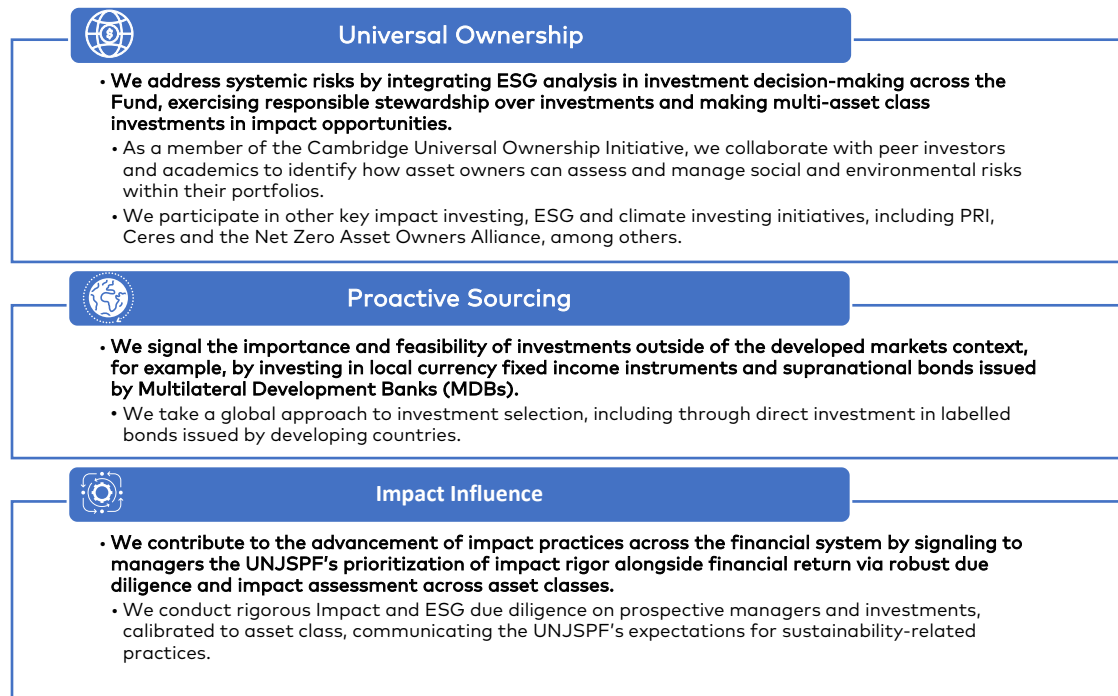 Universal Ownership
• We address systemic risks by integrating ESG analysis in investment decision-making across the
Fund, exercising responsible stewardship over investments and making multi-asset class
investments in impact opportunities.
• As a member of the Cambridge Universal Ownership Initiative, we collaborate with peer investors
and academics to identify how asset owners can assess and manage social and environmental risks
within their portfolios.
• We participate in other key impact investing, ESG and climate investing initiatives, including PRI,
Ceres and the Net Zero Asset Owners Alliance, among others.
Proactive Sourcing
• We signal the importance and feasibility of investments outside of the developed markets context,
for example, by investing in local currency fixed income instruments and supranational bonds issued
by Multilateral Development Banks (MDBs).
• We take a global approach to investment selection, including through direct investment in labelled
bonds issued by developing countries.
Impact Influence
• We contribute to the advancement of impact practices across the financial system by signaling to
managers the UNJSPF's prioritization of impact rigor alongside financial return via robust due
diligence and impact assessment across asset classes.
• We conduct rigorous Impact and ESG due diligence on prospective managers and investments,
calibrated to asset class, communicating the UNJSPF's expectations for sustainability-related
practices.